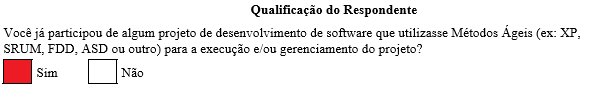 Qualificação do Respondente
Você já participou de algum projeto de desenvolvimento de software que utilizasse Métodos Ágeis (ex: XP,
SRUM, FDD, ASD ou outro) para a execução e/ou gerenciamento do projeto?
Sim Não